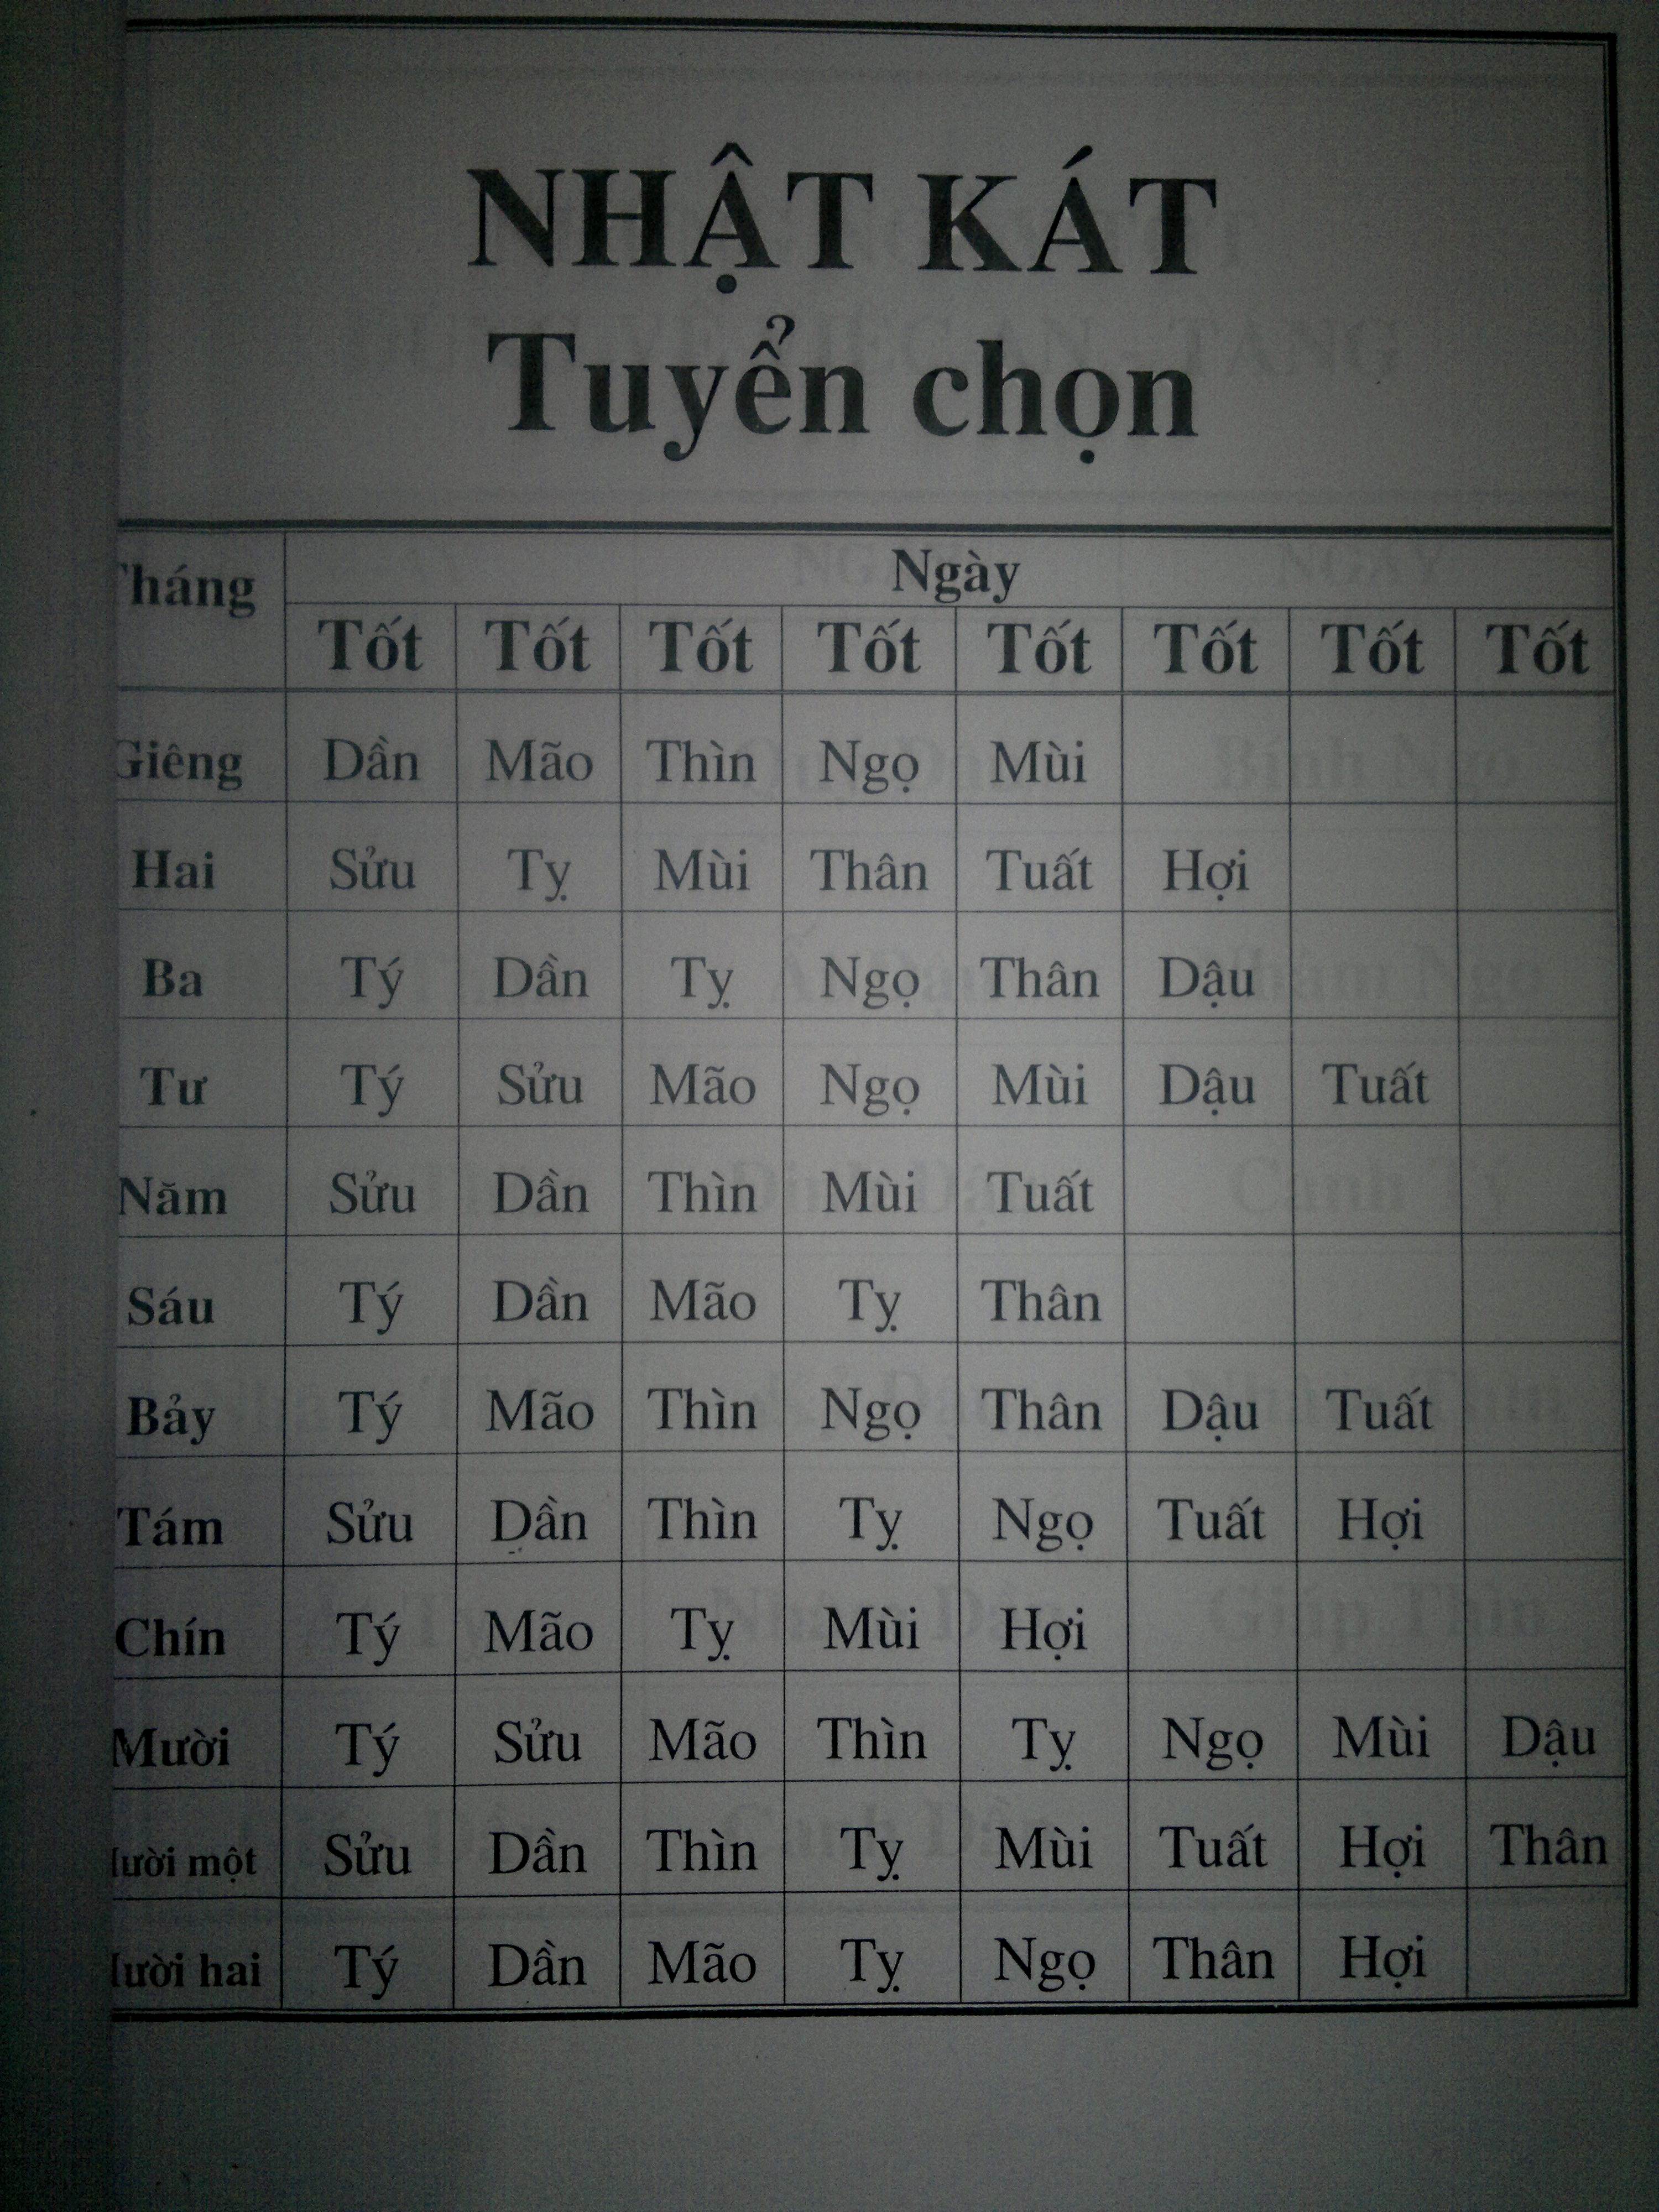 NHẬT KÁT
Tuyển chọn
Tháng Ngày
Tốt Tốt Tốt Tốt Tốt Tốt Tốt Tốt
Giêng Dần Mão Thìn Ngọ Mùi
Hai Sửu Tỵ Mùi Thân Tuất Hợi
Ba Tý Dần Tỵ Ngọ Thân Dậu
Tư Tý Sửu Mão Ngọ Mùi Dậu Tuất
Năm Sửu Dần Thìn Mùi Tuất
Sáu Tý Dần Mão Tỵ Thân
Bảy Tý Mão Thìn Ngọ Thân Dậu Tuất
Tám Sửu Dần Thìn Tỵ Ngọ Tuất Hợi
Chín Tý Mão Tỵ Mùi Hợi
Mười Tý Sửu Mão Thìn Tỵ Ngọ Mùi Dậu
Mười một Sửu Dần Thìn Tỵ Mùi Tuất Hợi Thân
Mười hai Tý Dần Mão Tỵ Ngọ Thân Hợi